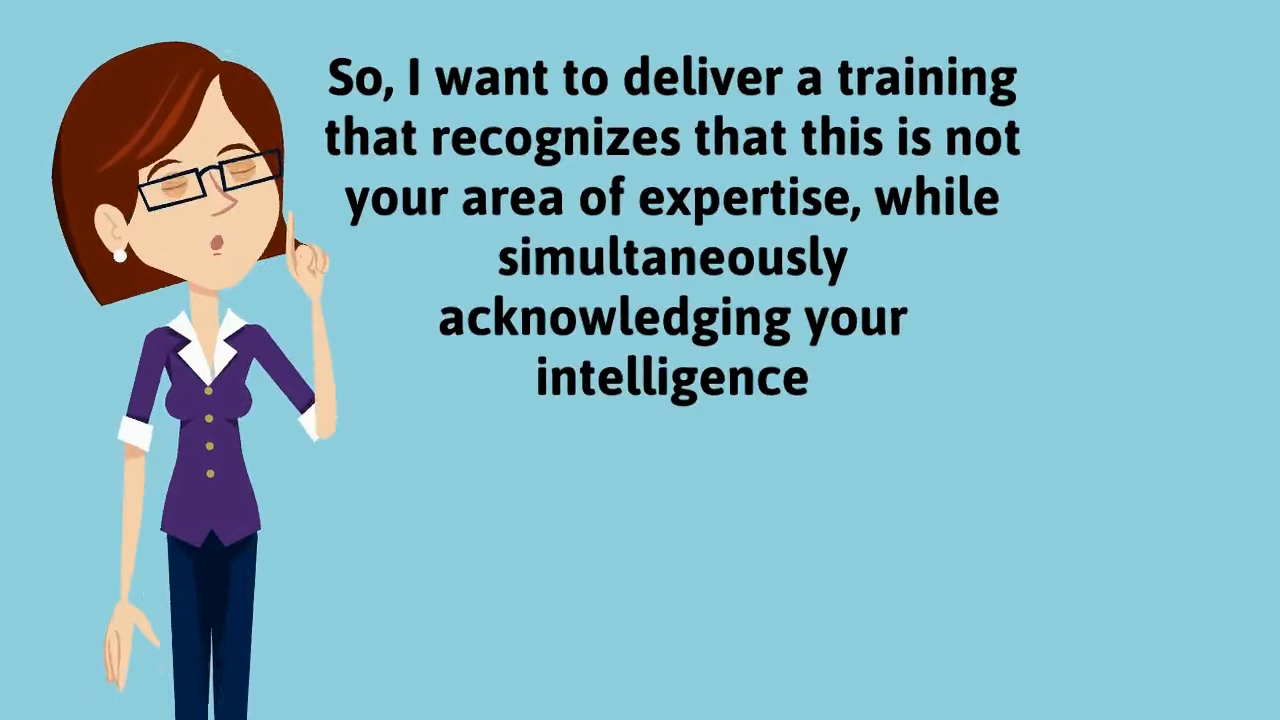 So, I want to deliver a training
that recognizes that this is not
your area of expertise, while
simultaneously
acknowledging your
intelligence